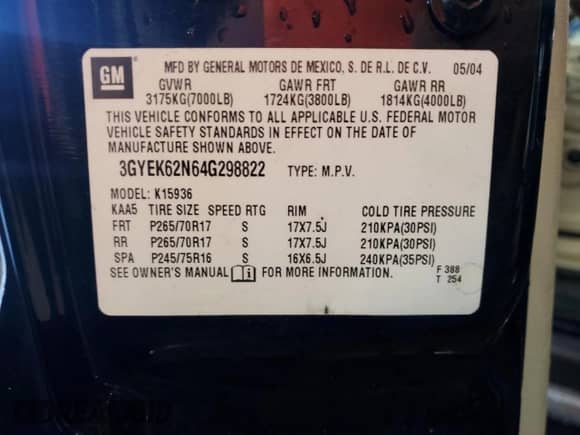 GM
MFD BY GENERAL MOTORS DE MEXICO, S. DE R.L. DE C.V. 05/04
GVWR GAWR FRT GAWR RR
3175KG(7000LB) 1724KG(3800LB) 1814KG(4000LB)
THIS VEHICLE CONFORMS TO ALL APPLICABLE U.S. FEDERAL MOTOR
VEHICLE SAFETY STANDARDS IN EFFECT ON THE DATE OF
MANUFACTURE SHOWN ABOVE.
3GYEK62N64G298822 TYPE: M.P.V.
MODEL: K15936
KAA5 TIRE SIZE SPEED RTG RIM COLD TIRE PRESSURE
FRT P265/70R17 S 17X7.5J 210KPA(30PSI)
RR P265/70R17 S 17X7.5J 210KPA(30PSI)
SPA P245/75R16 S 16X6.5J 240KPA(35PSI)
SEE OWNER'S MANUAL FOR MORE INFORMATION.
F 388
T 254